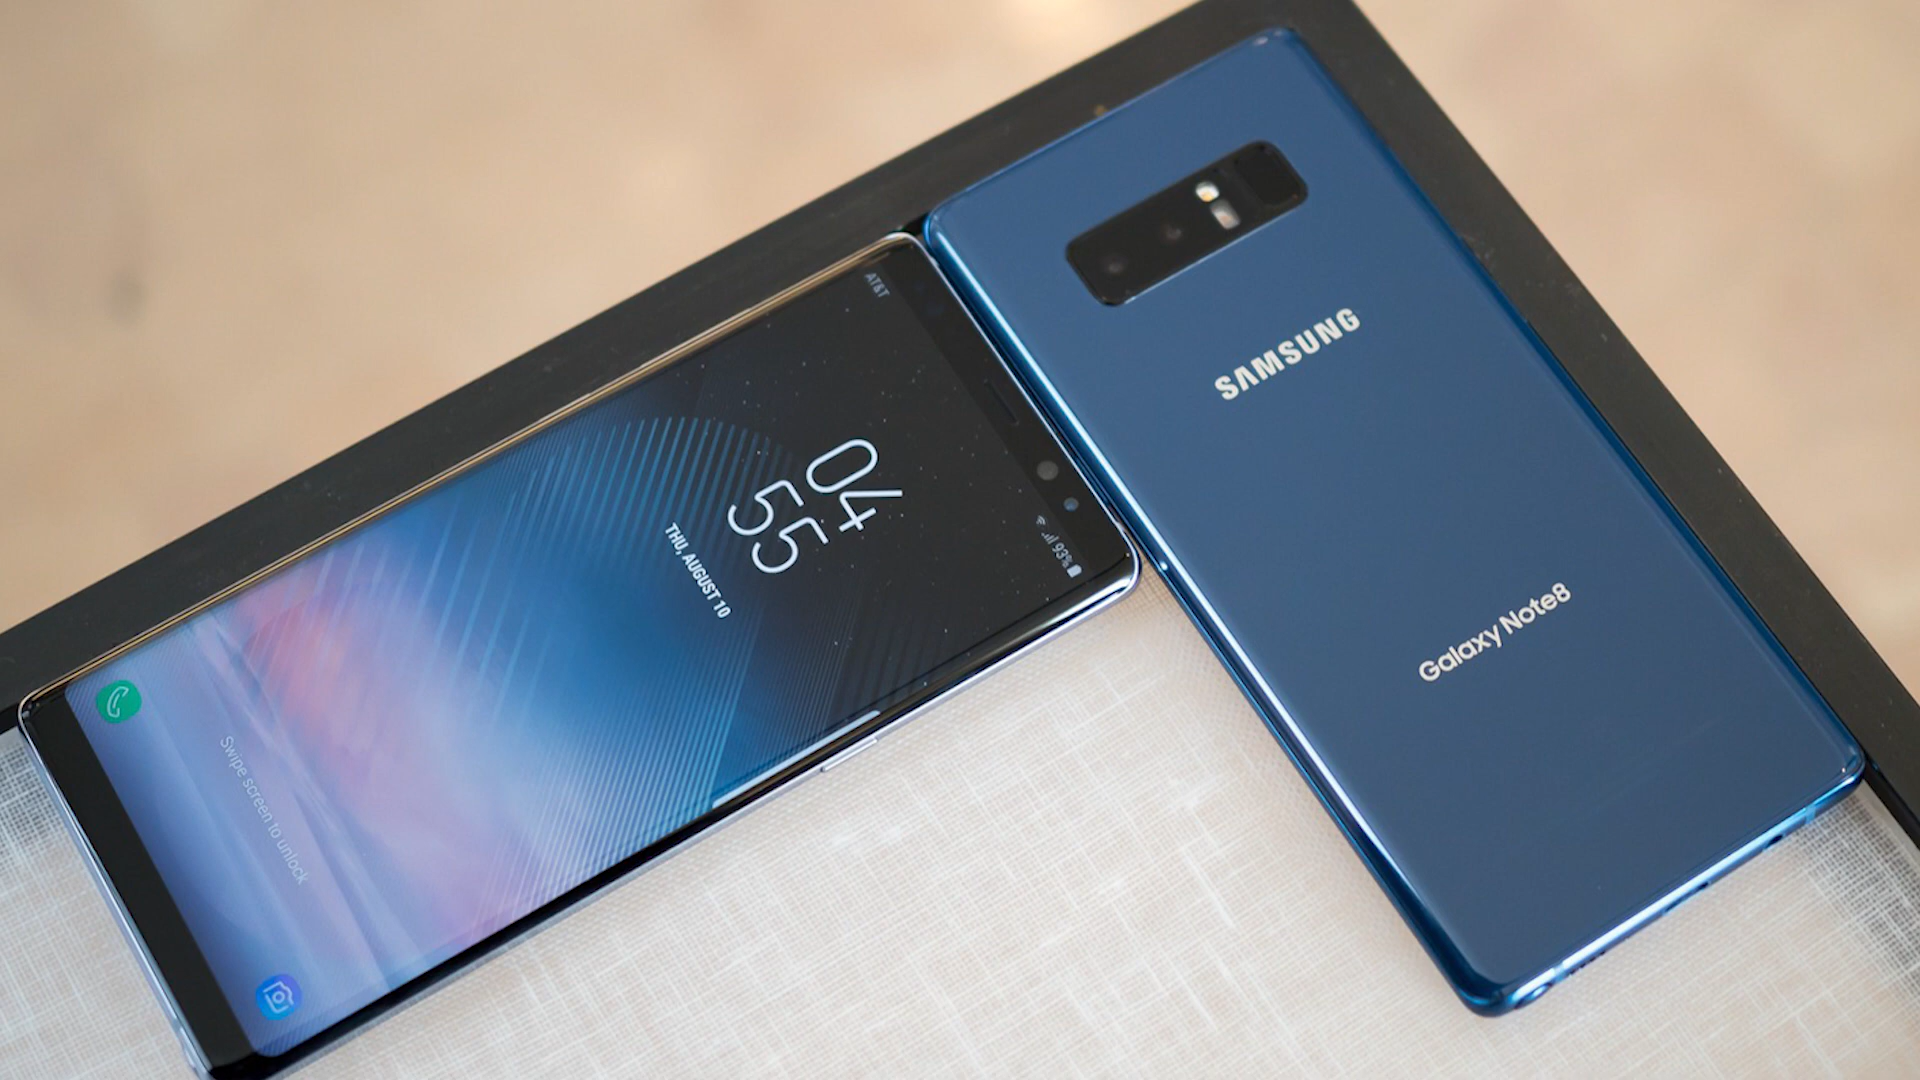 AT&T
93%
04
55
THU, AUGUST 10
Swipe screen to unlock
SAMSUNG
Galaxy Note8